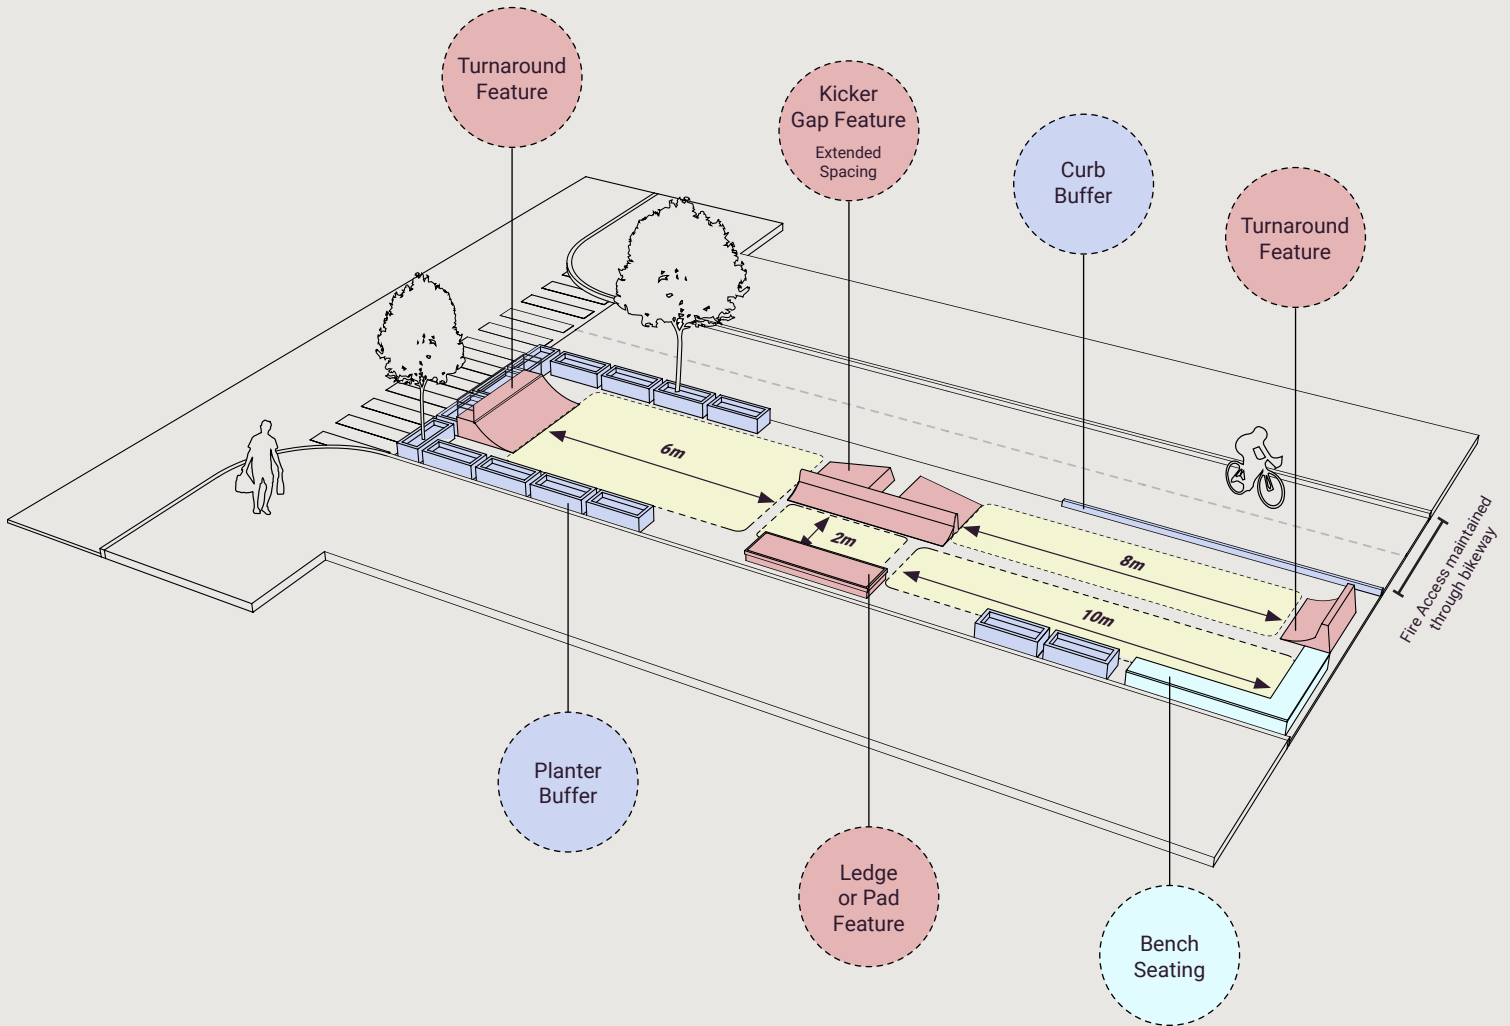 Turnaround
Feature
Kicker
Gap Feature
Extended
Spacing
Curb
Buffer
Turnaround
Feature
6m
2m
8m
10m
Fire Access maintained
through bikeway
Planter
Buffer
Ledge
or Pad
Feature
Bench
Seating